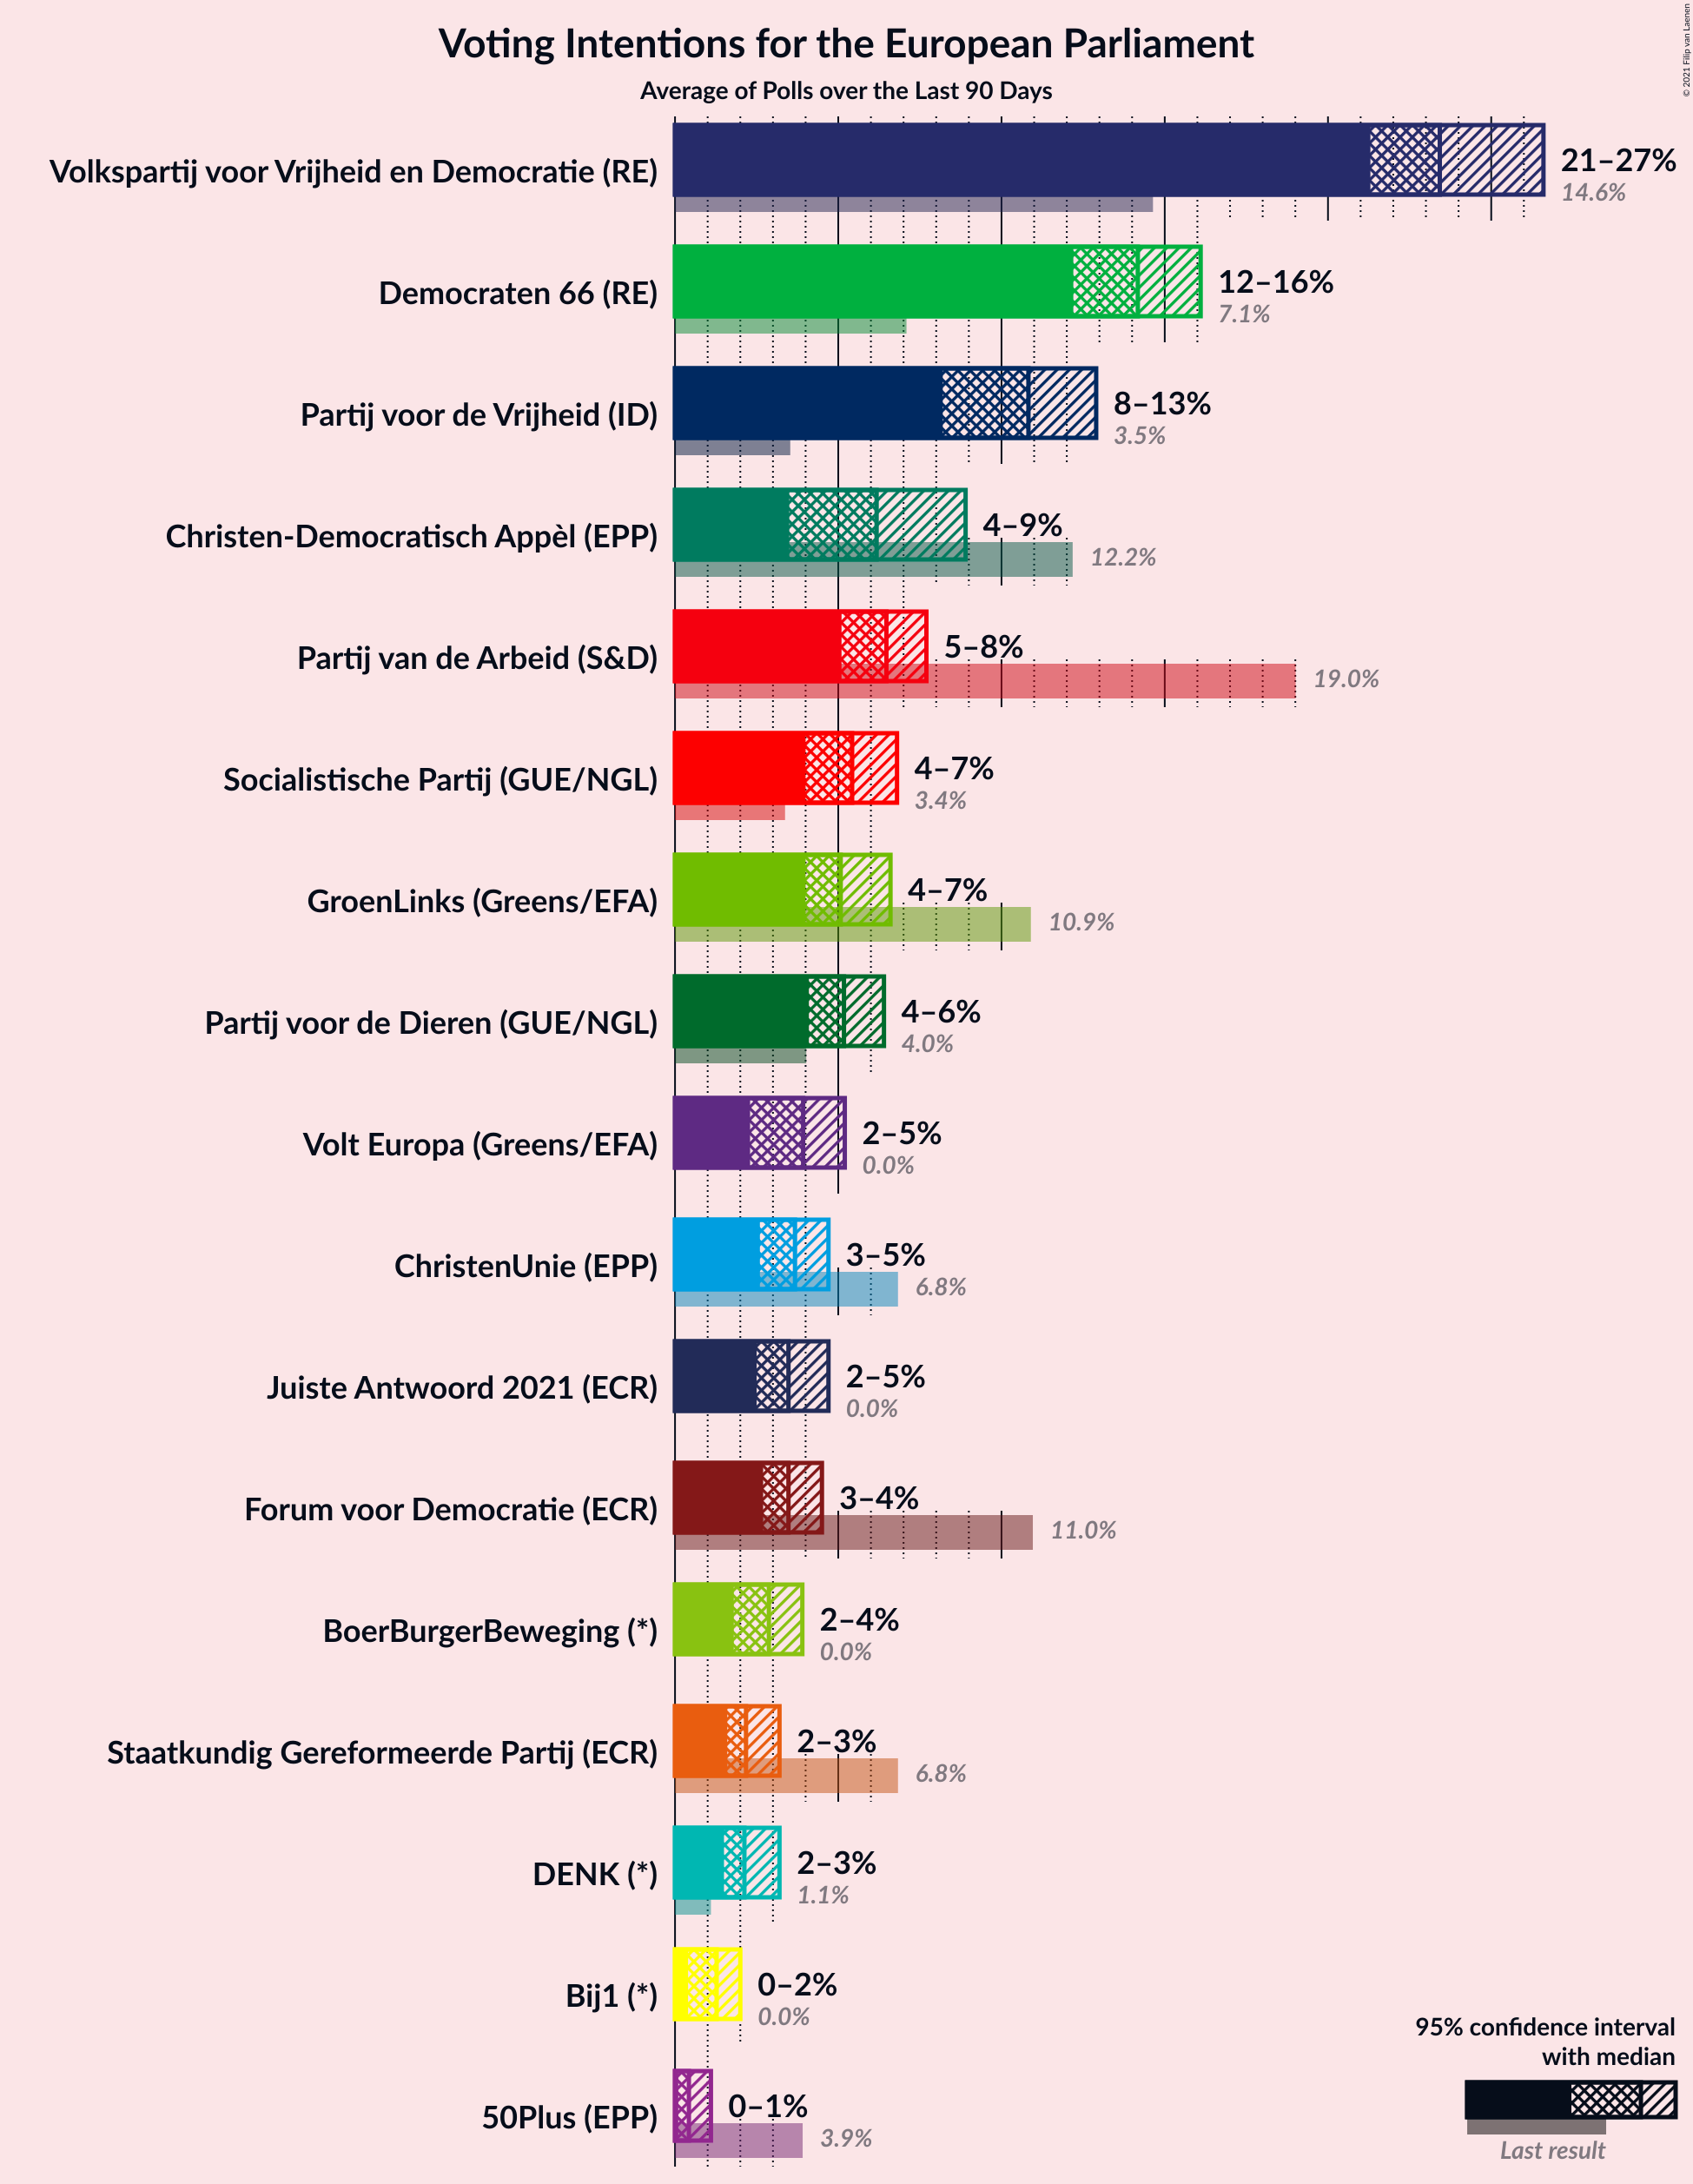 Voting Intentions for the European Parliament
Average of Polls over the Last 90 Days
© 2021 Filip van Laenen
Volkspartij voor Vrijheid en Democratie (RE)
21–27%
14.6%
Democraten 66 (RE)
12–16%
7.1%
Partij voor de Vrijheid (ID)
8–13%
3.5%
Christen-Democratisch Appèl (EPP)
4–9%
12.2%
Partij van de Arbeid (S&D)
5–8%
19.0%
Socialistische Partij (GUE/NGL)
4–7%
3.4%
GroenLinks (Greens/EFA)
4–7%
10.9%
Partij voor de Dieren (GUE/NGL)
4–6%
4.0%
Volt Europa (Greens/EFA)
2–5%
0.0%
ChristenUnie (EPP)
3–5%
6.8%
Juiste Antwoord 2021 (ECR)
2–5%
0.0%
Forum voor Democratie (ECR)
3–4%
11.0%
BoerBurgerBeweging (*)
2–4%
0.0%
Staatkundig Gereformeerde Partij (ECR)
2–3%
6.8%
DENK (*)
2–3%
1.1%
Bij1 (*)
0–2%
0.0%
50Plus (EPP)
0–1%
3.9%
95% confidence interval
with median
Last result